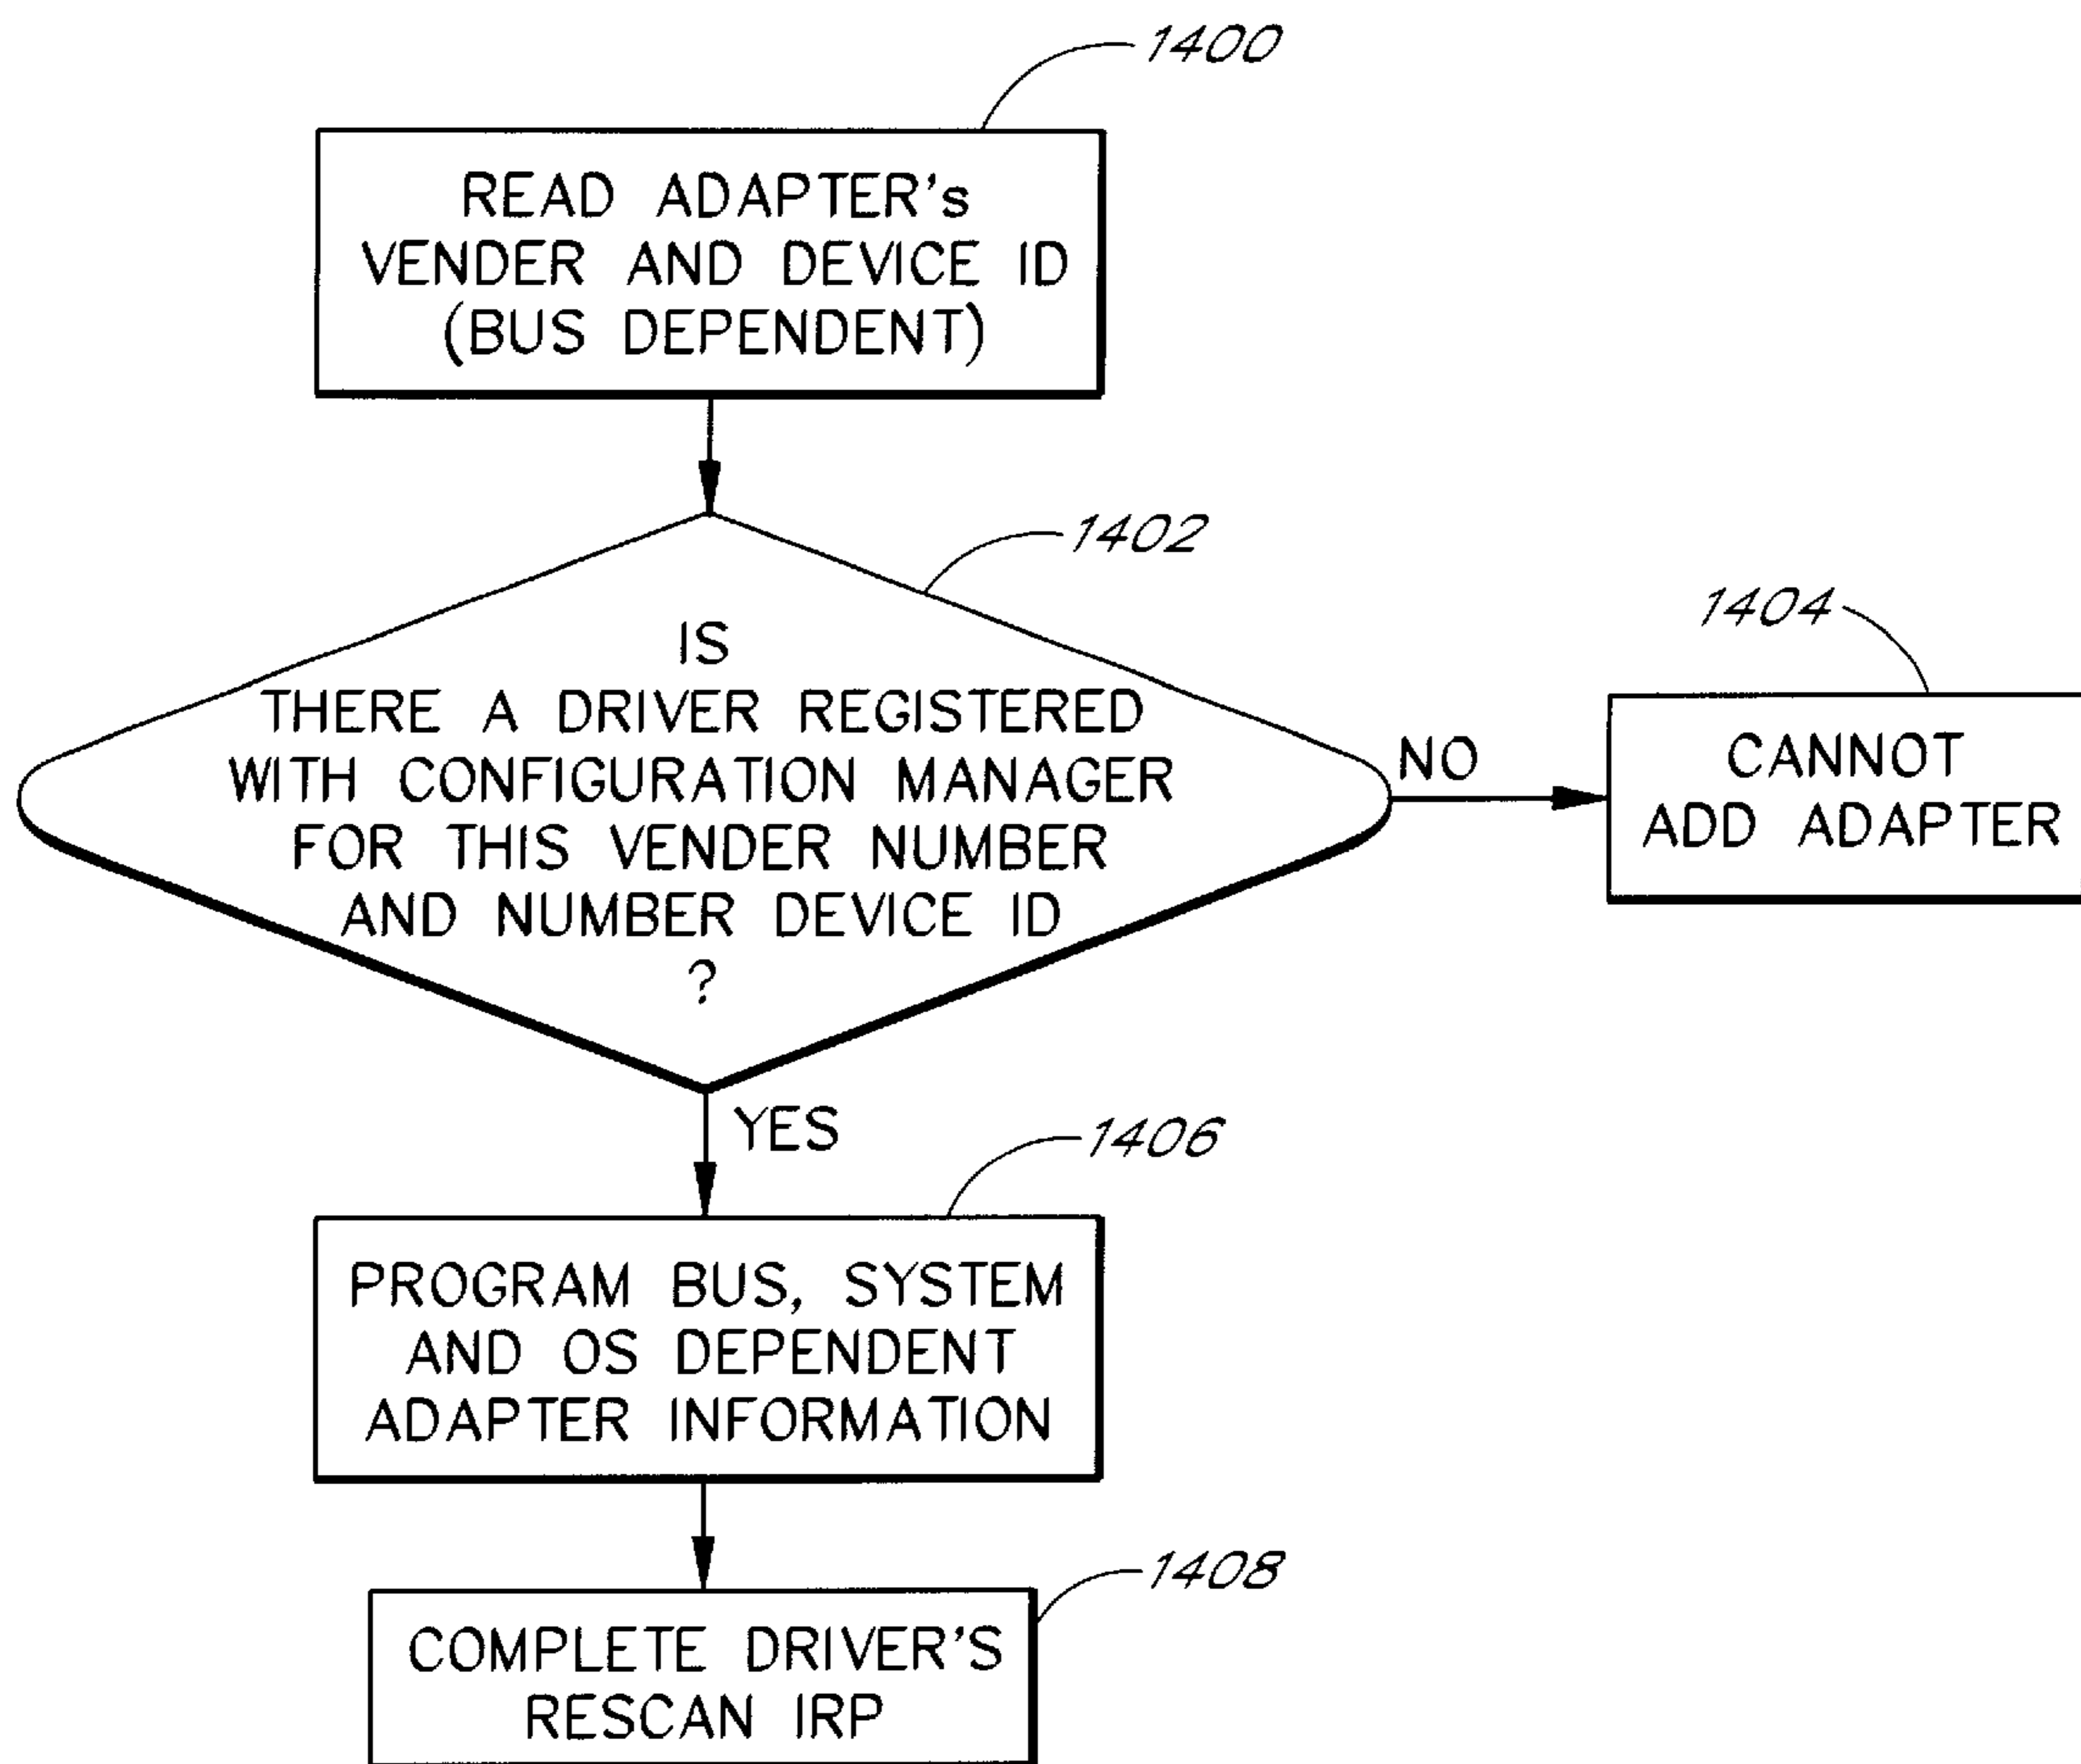 1400
READ ADAPTER's
VENDER AND DEVICE ID
(BUS DEPENDENT)
1402
IS
THERE A DRIVER REGISTERED
WITH CONFIGURATION MANAGER
FOR THIS VENDER NUMBER
AND NUMBER DEVICE ID
?
NO
1404
CANNOT
ADD ADAPTER
YES
1406
PROGRAM BUS, SYSTEM
AND OS DEPENDENT
ADAPTER INFORMATION
1408
COMPLETE DRIVER'S
RESCAN IRP